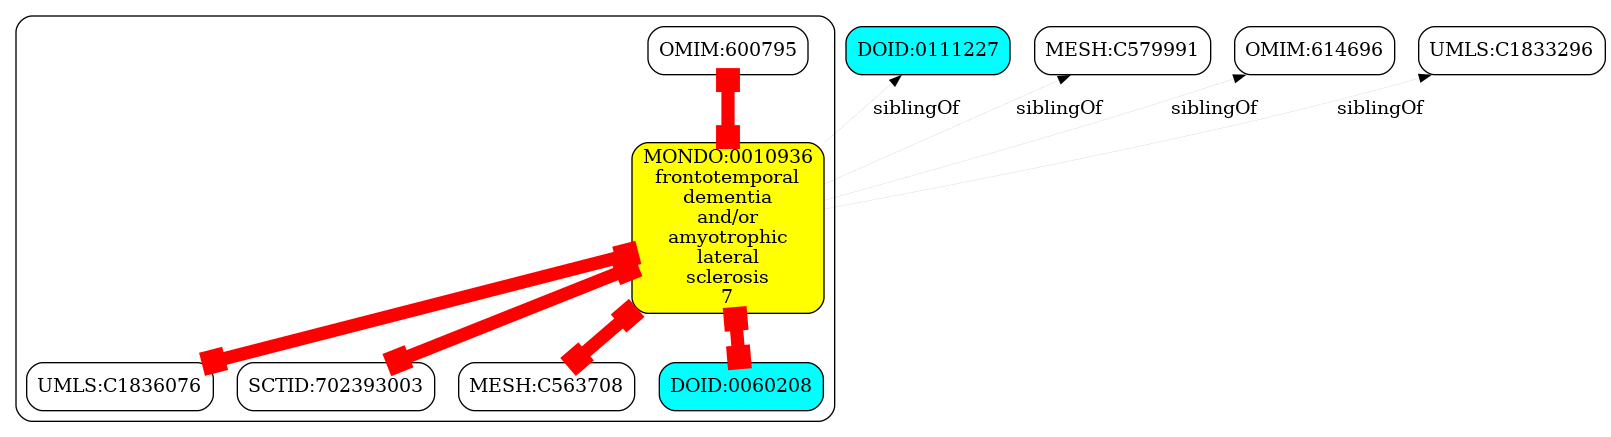 OMIM:600795
DOID:0111227
MESH:C579991
OMIM:614696
UMLS:C1833296
siblingOf
siblingOf
siblingOf
siblingOf
MONDO:0010936
frontotemporal
dementia
and/or
amyotrophic
lateral
sclerosis
7
UMLS:C1836076
SCTID:702393003
MESH:C563708
DOID:0060208